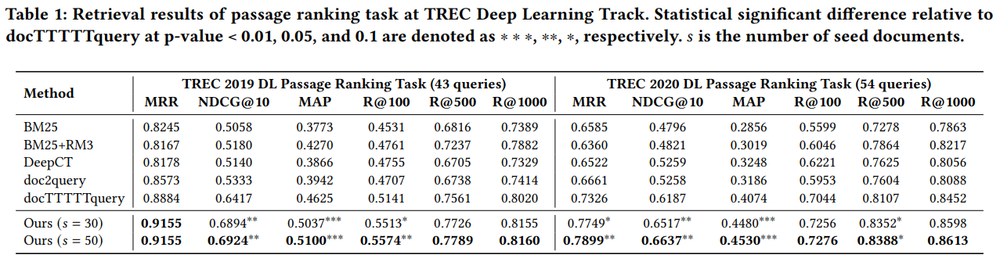 Table 1: Retrieval results of passage ranking task at TREC Deep Learning Track. Statistical significant difference relative to
docTTTTTquery at p-value < 0.01, 0.05, and 0.1 are denoted as ∗ ∗ ∗, ∗∗, ∗, respectively. s is the number of seed documents.
Method TREC 2019 DL Passage Ranking Task (43 queries) TREC 2020 DL Passage Ranking Task (54 queries)
MRR NDCG@10 MAP R@100 R@500 R@1000 MRR NDCG@10 MAP R@100 R@500 R@1000
BM25 0.8245 0.5058 0.3773 0.4531 0.6816 0.7389 0.6585 0.4796 0.2856 0.5599 0.7278 0.7863
BM25+RM3 0.8167 0.5180 0.4270 0.4761 0.7237 0.7882 0.6360 0.4821 0.3019 0.6046 0.7864 0.8217
DeepCT 0.8178 0.5140 0.3866 0.4755 0.6705 0.7329 0.6522 0.5259 0.3248 0.6221 0.7625 0.8056
doc2query 0.8573 0.5333 0.3942 0.4707 0.6738 0.7414 0.6661 0.5258 0.3186 0.5953 0.7604 0.8088
docTTTTTquery 0.8884 0.6417 0.4625 0.5141 0.7561 0.8020 0.7326 0.6187 0.4074 0.7044 0.8107 0.8452
Ours (s = 30) 0.9155 0.6894∗∗ 0.5037∗∗∗ 0.5513∗ 0.7726 0.8155 0.7749∗ 0.6517∗∗ 0.4480∗∗∗ 0.7256 0.8352∗ 0.8598
Ours (s = 50) 0.9155 0.6924∗∗ 0.5100∗∗∗ 0.5574∗∗ 0.7789 0.8160 0.7899∗∗ 0.6637∗∗ 0.4530∗∗∗ 0.7276 0.8388∗ 0.8613